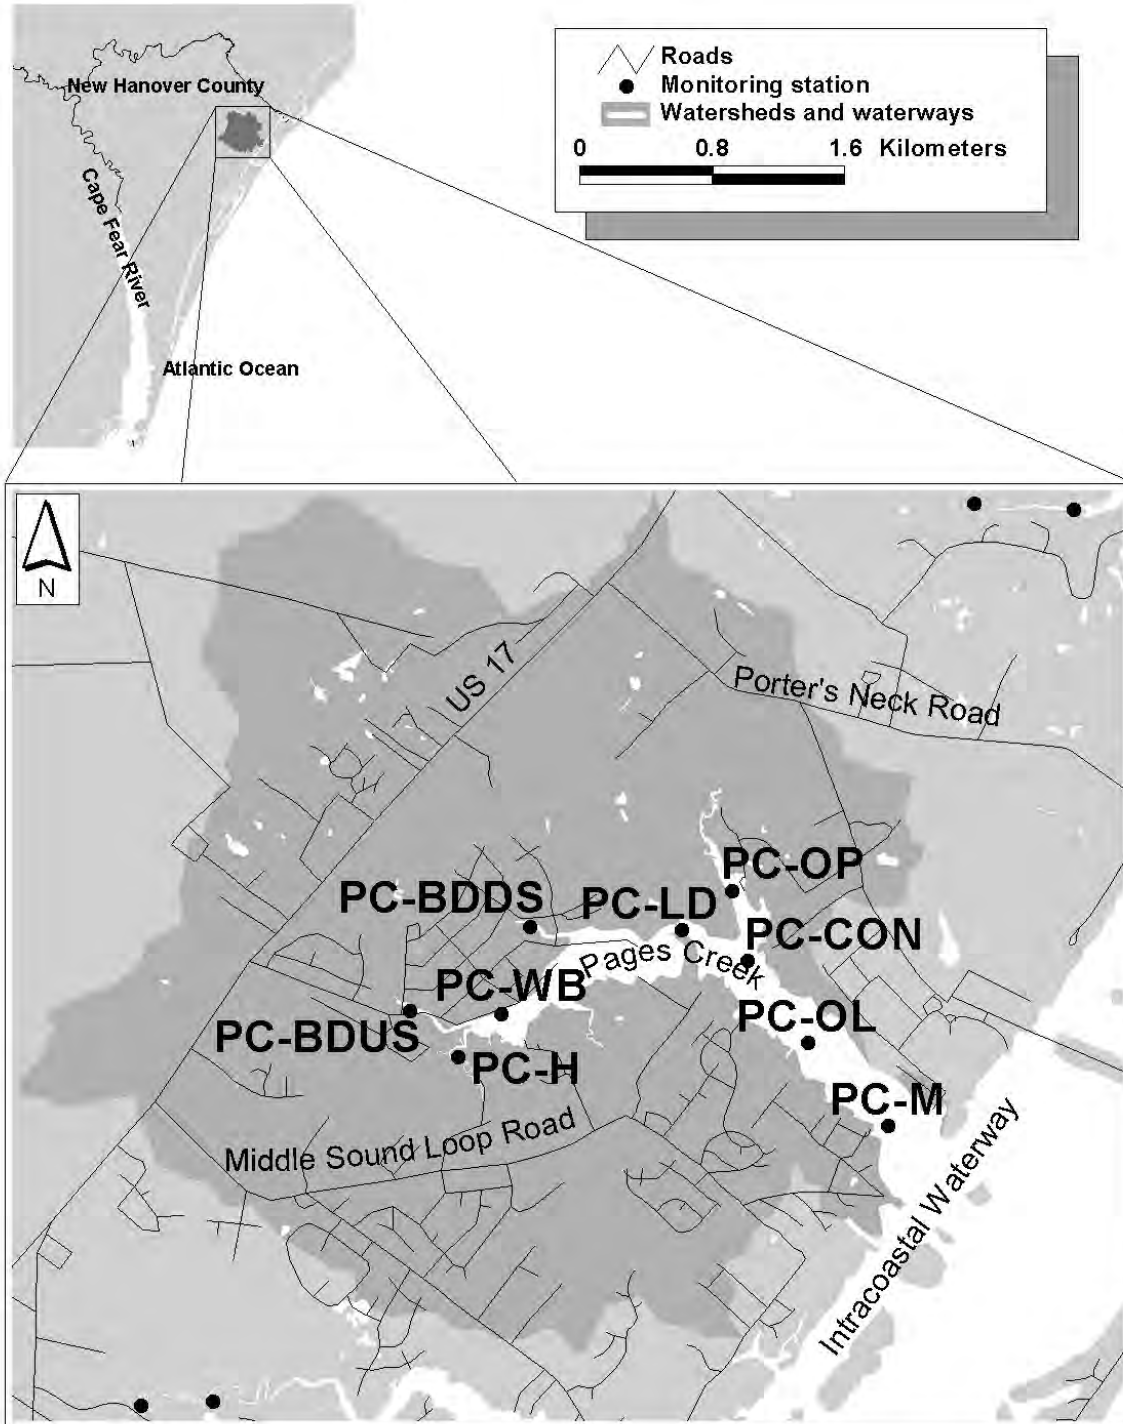 New Hanover County
Cape Fear River
Atlantic Ocean
Roads
Monitoring station
Watersheds and waterways
0 0.8 1.6 Kilometers
N
US 17
Porter's Neck Road
PC-OP
PC-BDDS
PC-LD
PC-CON
Pages Creek
PC-WB
PC-OL
PC-BDUS
PC-H
PC-M
Middle Sound Loop Road
Intracoastal Waterway